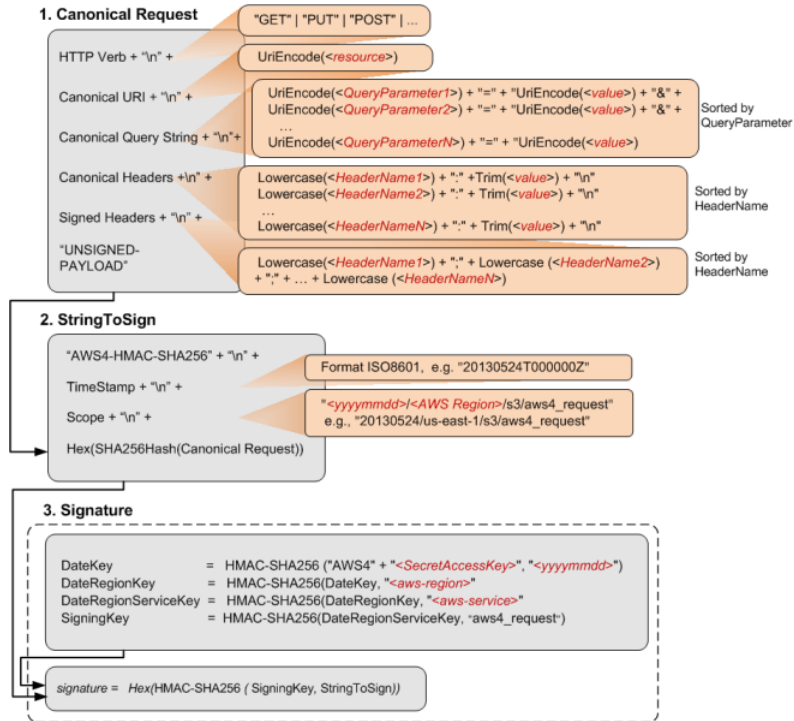 1. Canonical Request
"GET" | "PUT" | "POST" | ...
HTTP Verb + "\n" +
UriEncode(<resource>)
Canonical URI + "\n" +
UriEncode(<QueryParameter1>) + "=" + "UriEncode(<value>) + "&" +
UriEncode(<QueryParameter2>) + "=" + "UriEncode(<value>) + "&" +
...
UriEncode(<QueryParameterN>) + "=" + "UriEncode(<value>)
Sorted by
QueryParameter
Canonical Query String + "\n"+
Canonical Headers +\n" +
Lowercase(<HeaderName1>) + ":" +Trim(<value>) + "\n"
Lowercase(<HeaderName2>) + ":" + Trim(<value>) + "\n"
...
Lowercase(<HeaderNameN>) + ":" + Trim(<value>) + "\n"
Sorted by
HeaderName
Signed Headers + "\n" +
Lowercase(<HeaderName1>) + ";" + Lowercase (<HeaderName2>)
+ ";" + ... + Lowercase (<HeaderNameN>)
Sorted by
HeaderName
"UNSIGNED-
PAYLOAD"
2. StringToSign
"AWS4-HMAC-SHA256" + "\n" +
TimeStamp + "\n" +
Format ISO8601, e.g. "20130524T000000Z"
Scope + "\n" +
"<yyyymmdd>/<AWS Region>/s3/aws4_request"
e.g., "20130524/us-east-1/s3/aws4_request"
Hex(SHA256Hash(Canonical Request))
3. Signature
DateKey = HMAC-SHA256 ("AWS4" + "<SecretAccessKey>", "<yyyymmdd>")
DateRegionKey = HMAC-SHA256(DateKey, "<aws-region>"
DateRegionServiceKey = HMAC-SHA256(DateRegionKey, "<aws-service>"
SigningKey = HMAC-SHA256(DateRegionServiceKey, "aws4_request")
signature = Hex(HMAC-SHA256 ( SigningKey, StringToSign))